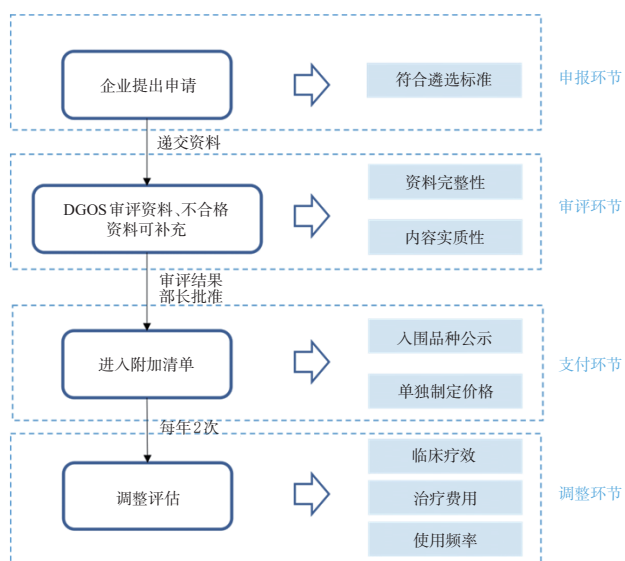 企业提出申请
符合遴选标准
申报环节
递交资料
DGOS审评资料、不合格
资料可补充
资料完整性
内容实质性
审评环节
审评结果
部长批准
进入附加清单
入围品种公示
单独制定价格
支付环节
每年2次
调整评估
临床疗效
治疗费用
使用频率
调整环节